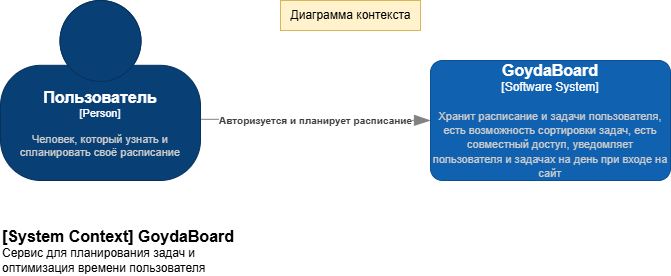 Диаграмма контекста
Пользователь
[Person]
Человек, который узнать и
спланировать своё расписание
Авторизуется и планирует расписание
GoydaBoard
[Software System]
Хранит расписание и задачи пользователя,
есть возможность сортировки задач, есть
совместный доступ, уведомляет
пользователя и задачах на день при входе на
сайт
[System Context] GoydaBoard
Сервис для планирования задач и
оптимизация времени пользователя